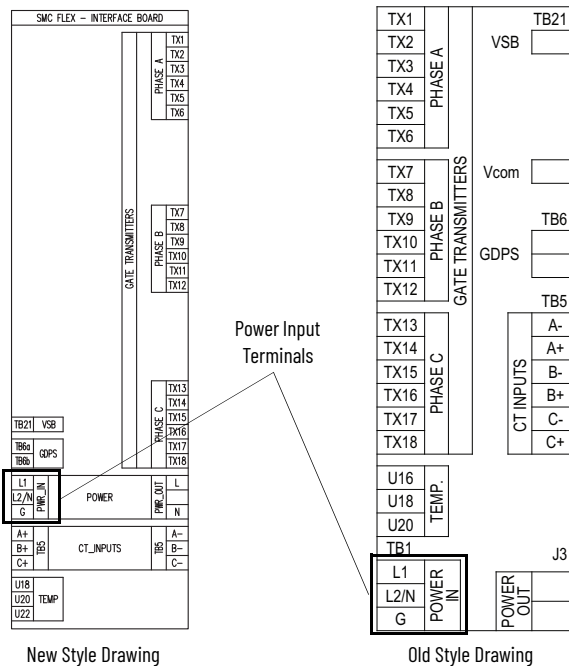 SMC FLEX - INTERFACE BOARD
TX1
TX2
TX3
TX4
TX5
TX6
PHASE A
TX7
TX8
TX9
TX10
TX11
TX12
PHASE B
GATE TRANSMITTERS
TX13
TX14
TX15
TX16
TX17
TX18
PHASE C
TB21 VSB
TB6a
TB6b
GDPS
L1
L2/N
G
PWR_IN
POWER
PWR_OUT
L
N
A+
B+
C+
TB5
CT_INPUTS
TB5
A-
B-
C-
U18
U20
U22
TEMP
New Style Drawing
Power Input
Terminals
TX1
TX2
TX3
TX4
TX5
TX6
PHASE A
TX7
TX8
TX9
TX10
TX11
TX12
PHASE B
GATE TRANSMITTERS
TX13
TX14
TX15
TX16
TX17
TX18
PHASE C
U16
U18
U20
TEMP.
TB1
L1
L2/N
G
POWER
IN
TB21
VSB
Vcom
TB6
GDPS
TB5
A-
A+
B-
B+
C-
C+
CT INPUTS
J3
POWER
OUT
Old Style Drawing